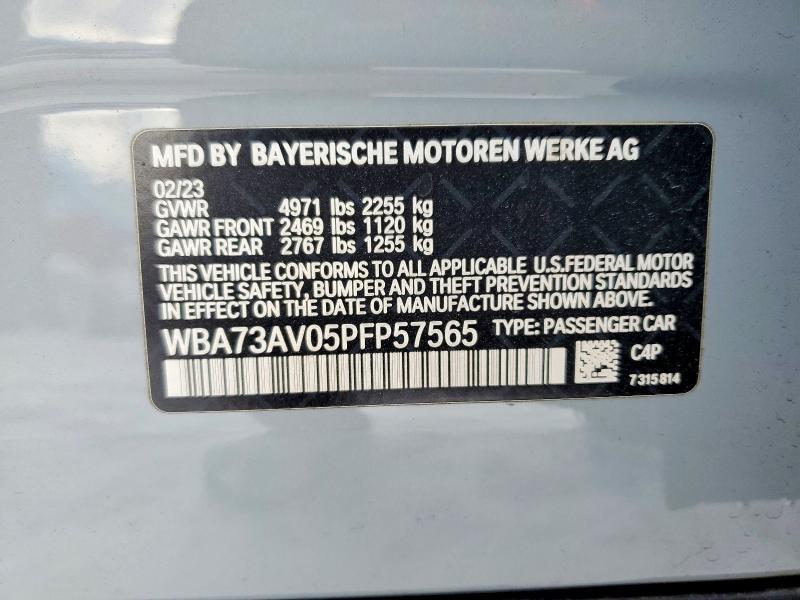 MFD BY BAYERISCHE MOTOREN WERKE AG
02/23
GVWR 4971 lbs 2255 kg
GAWR FRONT 2469 lbs 1120 kg
GAWR REAR 2767 lbs 1255 kg
THIS VEHICLE CONFORMS TO ALL APPLICABLE U.S.FEDERAL MOTOR
VEHICLE SAFETY, BUMPER AND THEFT PREVENTION STANDARDS
IN EFFECT ON THE DATE OF MANUFACTURE SHOWN ABOVE.
WBA73AV05PFP57565 TYPE: PASSENGER CAR
C4P
7315814